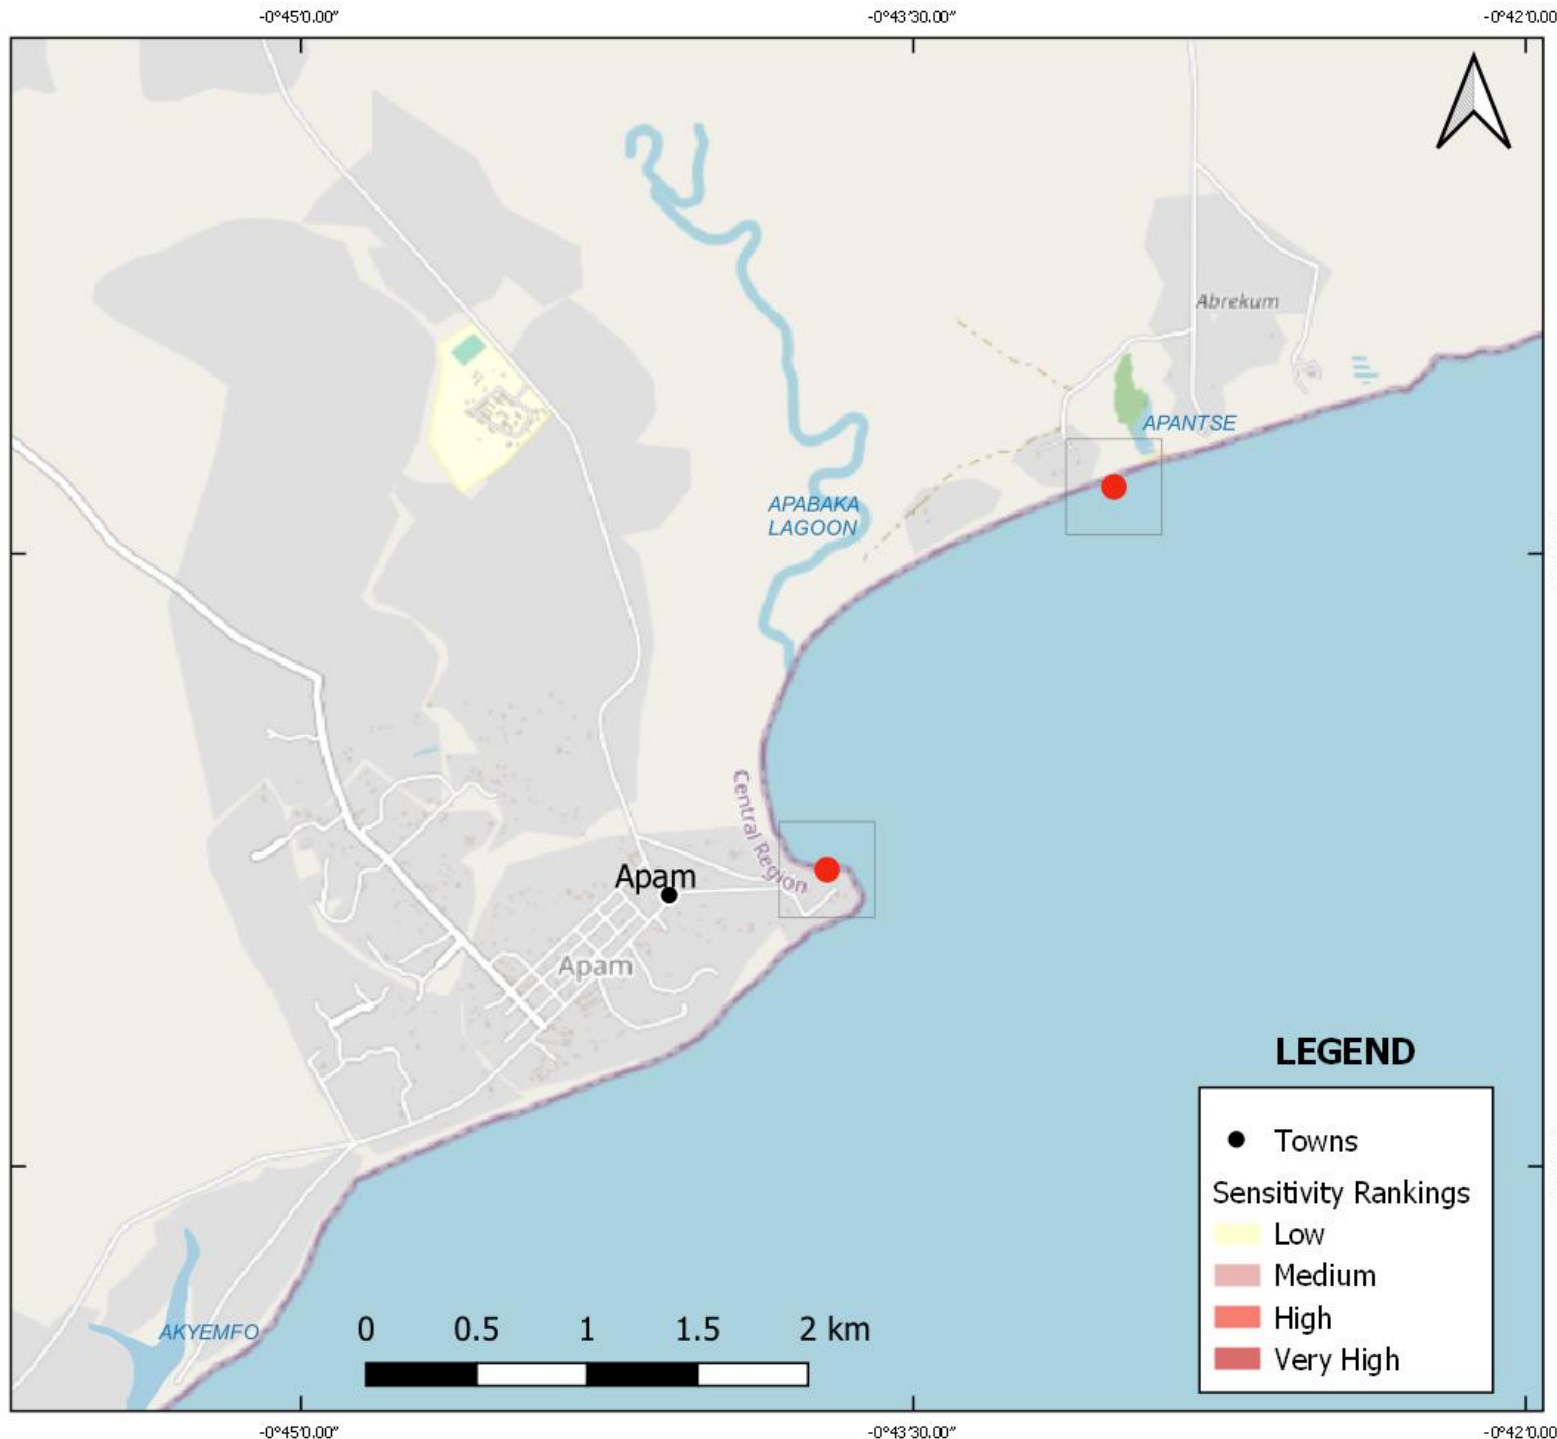 -0°45'0.00"
-0°43'30.00"
-0°42'0.00
Abrekum
APANTSE
APABAKA
LAGOON
Central Region
Apam
Apam
LEGEND
Towns
Sensitivity Rankings
Low
Medium
High
Very High
AKYEMFO
0 0.5 1 1.5 2 km
-0°45'0.00"
-0°43'30.00"
-0°42'0.00